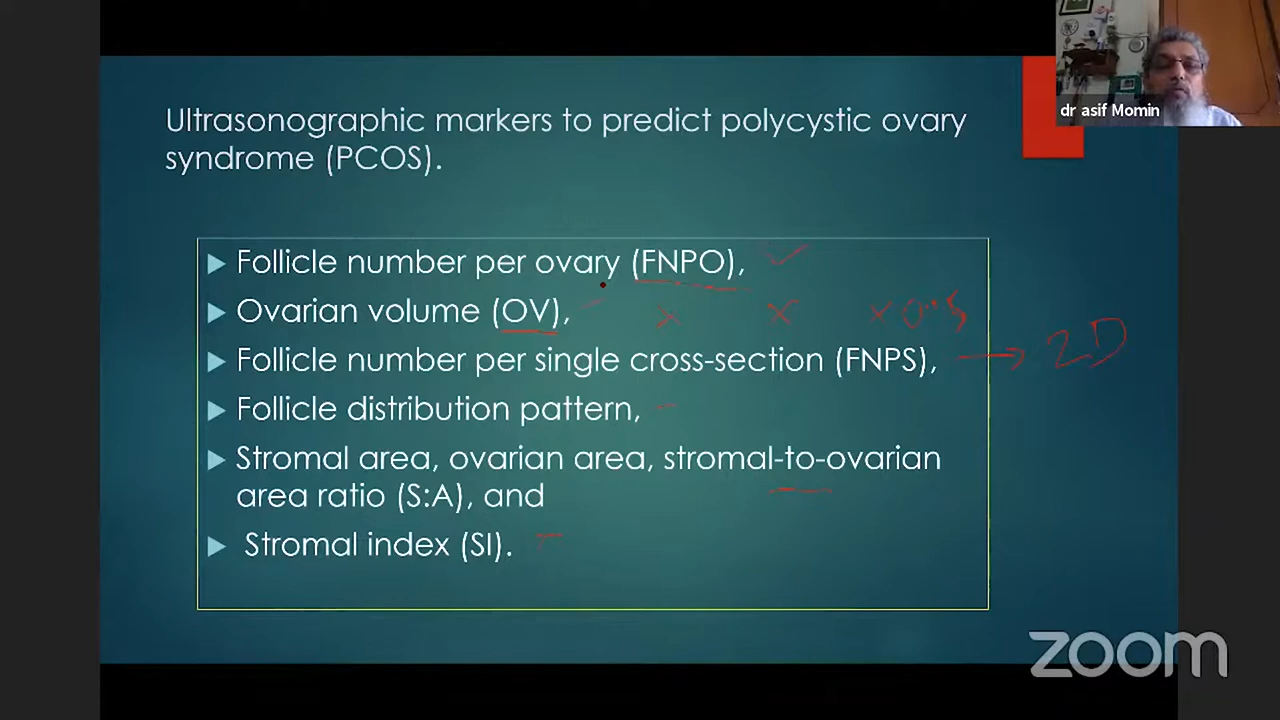 dr asif Momin
Ultrasonographic markers to predict polycystic ovary
syndrome (PCOS).
Follicle number per ovary (FNPO),
Ovarian volume (OV),
Follicle number per single cross-section (FNPS),
2D
Follicle distribution pattern,
Stromal area, ovarian area, stromal-to-ovarian
area ratio (S:A), and
Stromal index (SI).
zoom